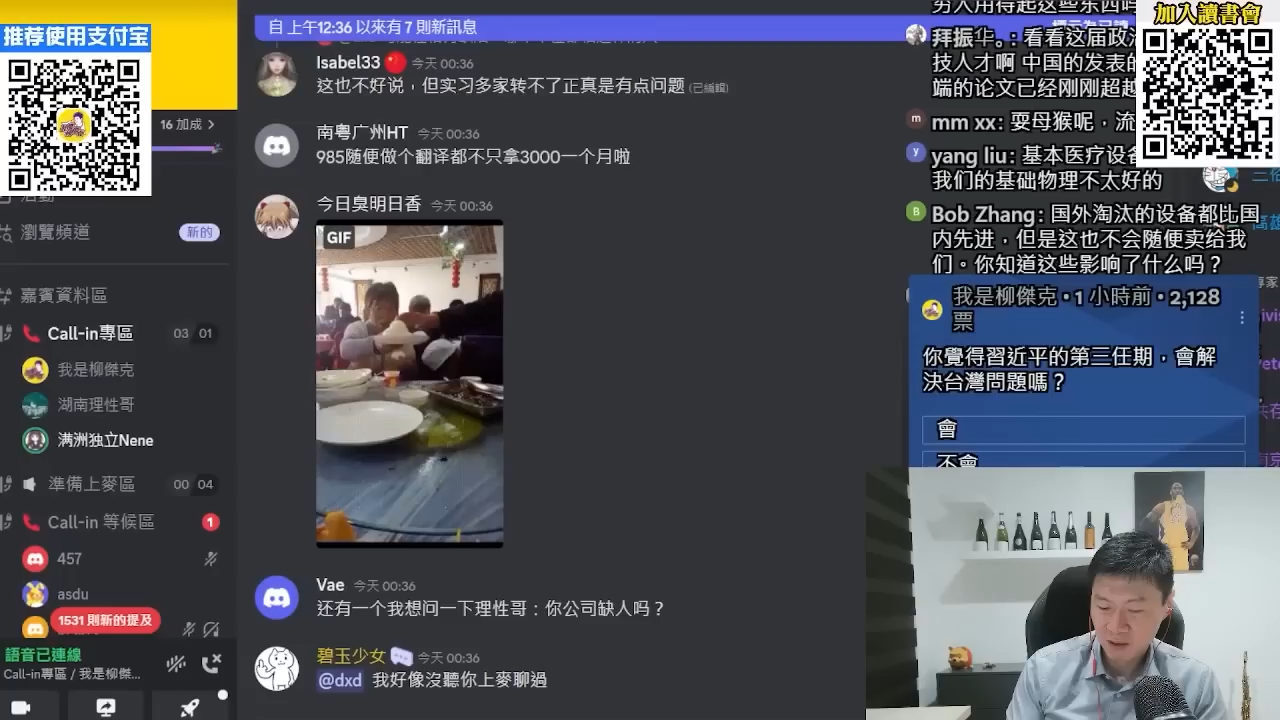 推荐使用支付宝
16 加成
瀏覽頻道
新的
嘉賓資料區
Call-in專區
03 01
我是柳傑克
湖南理性哥
满洲独立Nene
準備上麥區
00 04
Call-in 等候區
1
457
asdu
1531 則新的提及
語音已連線
Call-in專區 / 我是柳傑...
自 上午12:36 以來有 7 則新訊息
Isabel33 今天 00:36
这也不好说，但实习多家转不了正真是有点问题 (已編輯)
南粤广州HT 今天 00:36
985随便做个翻译都不只拿3000一个月啦
今日臭明日香 今天 00:36
GIF
Vae 今天 00:36
还有一个我想问一下理性哥：你公司缺人吗？
碧玉少女 今天 00:36
@dxd 我好像沒聽你上麥聊過
加入讀書會
拜振华。: 看看这届政
技人才啊 中国的发表的
端的论文已经刚刚超越
mm xx: 耍母猴呢，流
yang liu: 基本医疗设备
我们的基础物理不太好的
Bob Zhang: 国外淘汰的设备都比国
内先进，但是这也不会随便卖给我
们。你知道这些影响了什么吗？
我是柳傑克 • 1 小時前 • 2,128
票
你覺得習近平的第三任期，會解
決台灣問題嗎？
會
不會